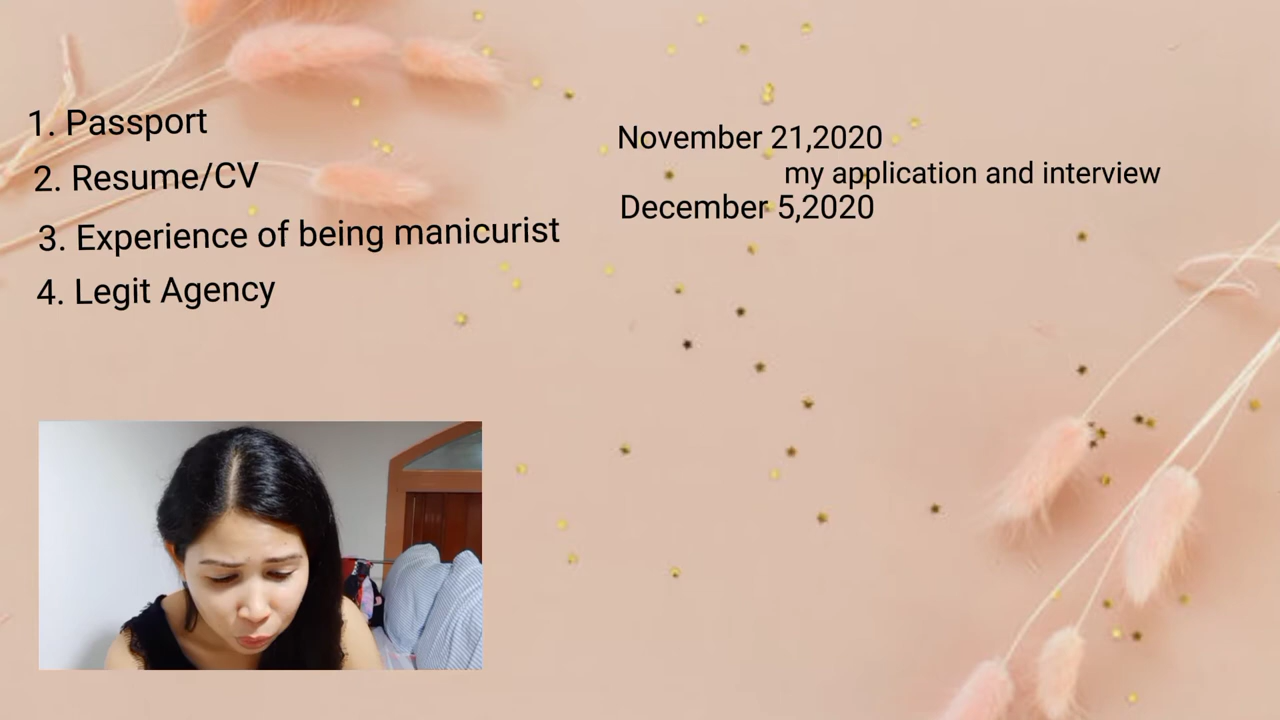 1. Passport
2. Resume/CV
3. Experience of being manicurist
4. Legit Agency
November 21,2020
my application and interview
December 5,2020